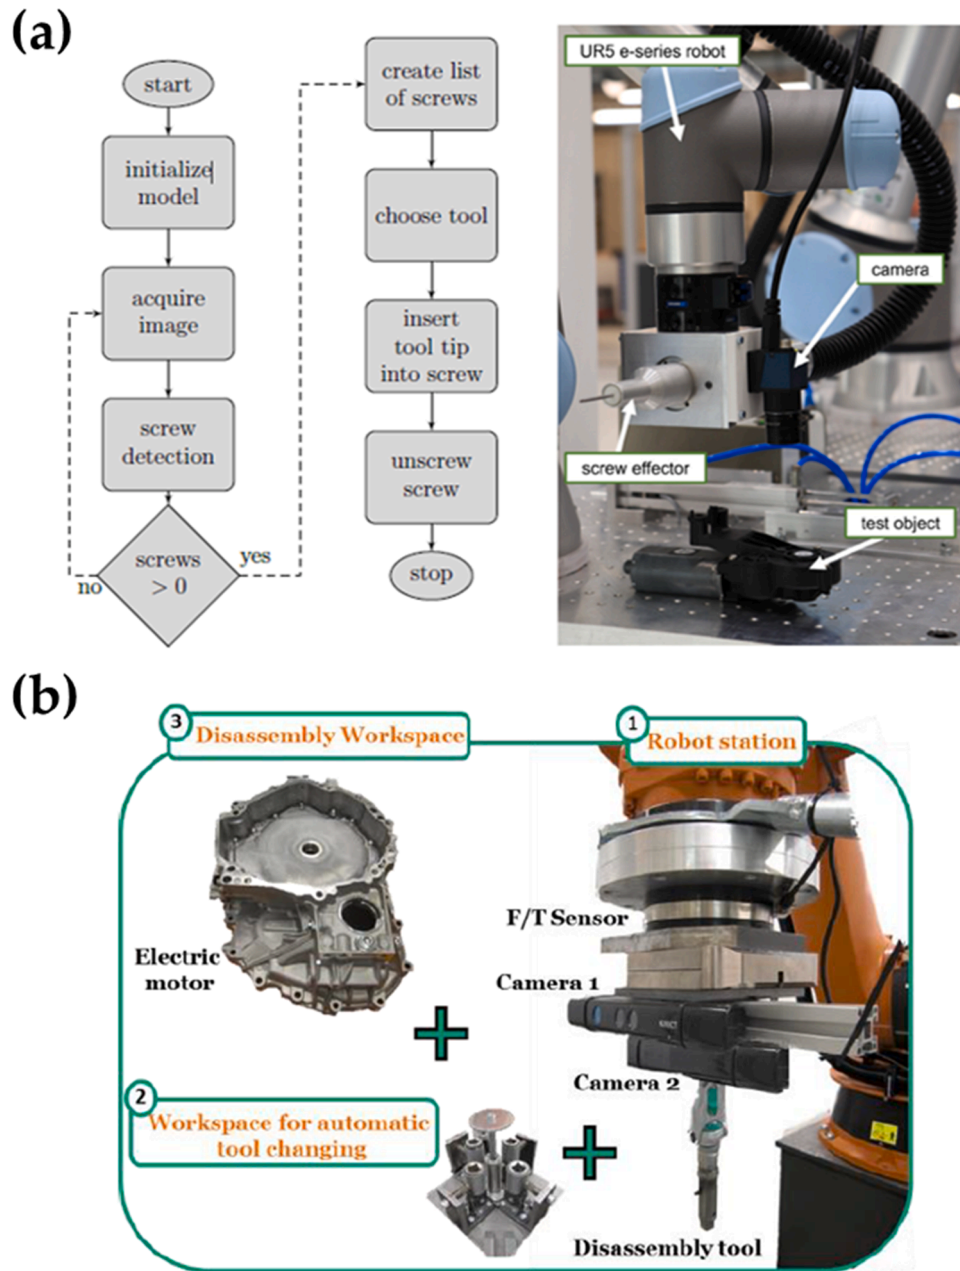 (a)
start
initialize
model
acquire
image
screw
detection
screws
> 0
no
yes
create list
of screws
choose tool
insert
tool tip
into screw
unscrew
screw
stop
UR5 e-series robot
camera
screw effector
test object
(b)
3
Disassembly Workspace
1
Robot station
F/T Sensor
Electric
motor
Camera 1
Camera 2
2
Workspace for automatic
tool changing
Disassembly tool